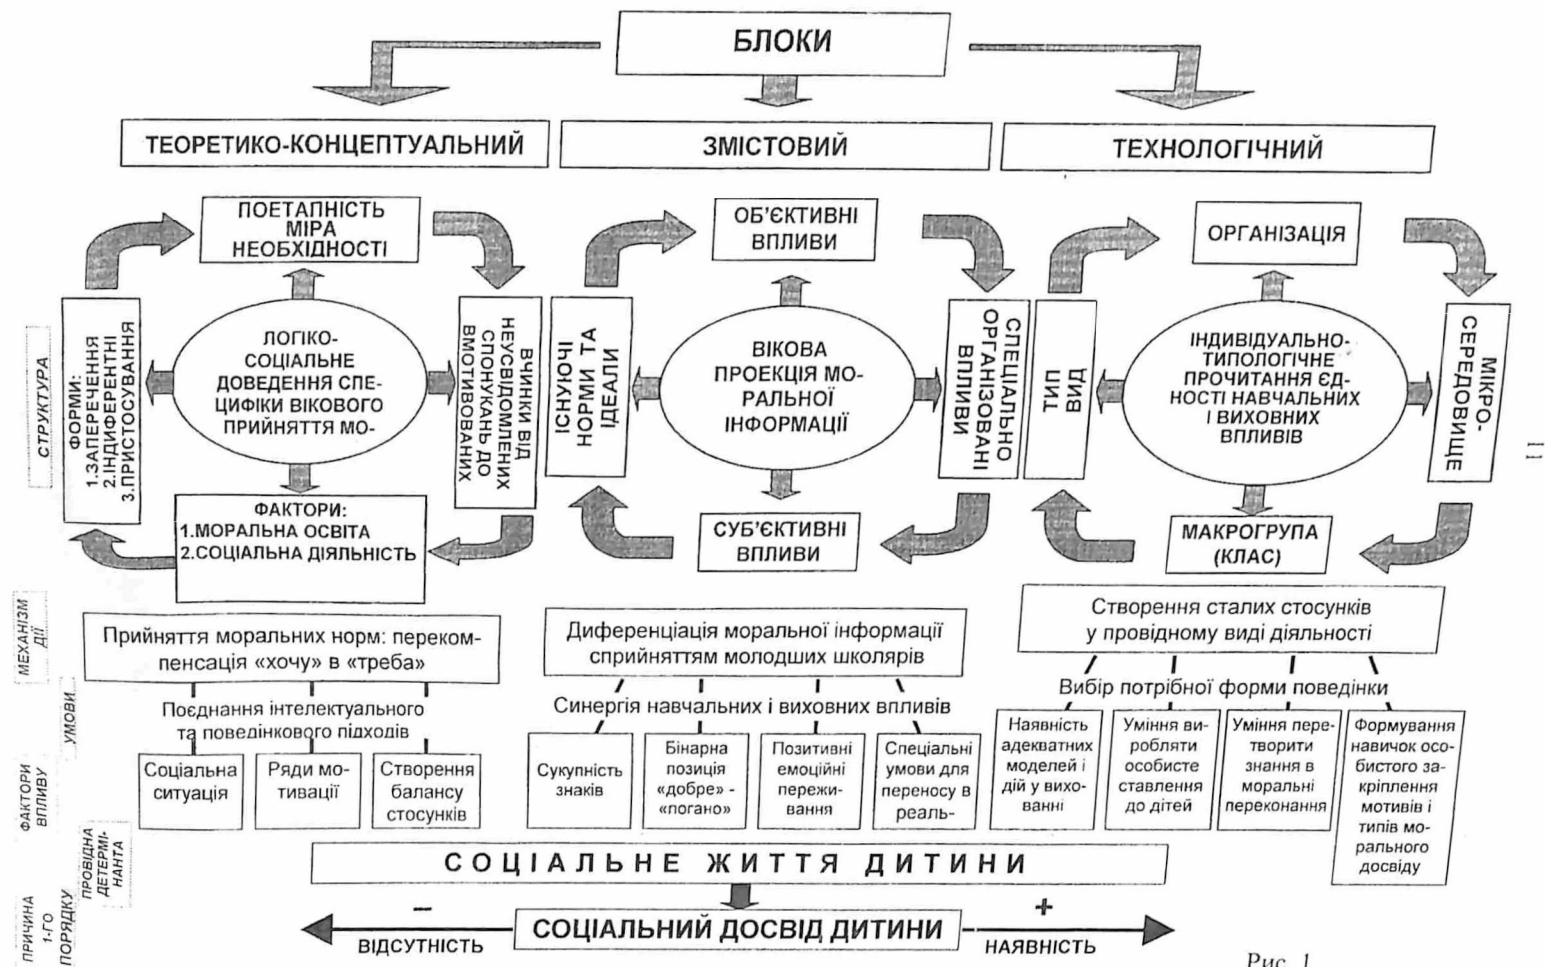 БЛОКИ
ТЕОРЕТИКО-КОНЦЕПТУАЛЬНИЙ
ЗМІСТОВИЙ
ТЕХНОЛОГІЧНИЙ
СТРУКТУРА
ПОЕТАПНІСТЬ
МІРА
НЕОБХІДНОСТІ
ФОРМИ:
1.ЗАПЕРЕЧЕННЯ
2.ІНДИФЕРЕНТНІ
3.ПРИСТОСУВАННЯ
ЛОГІКО-
СОЦІАЛЬНЕ
ДОВЕДЕННЯ СПЕ-
ЦИФІКИ ВІКОВОГО
ПРИЙНЯТТЯ МО-
ВЧИНКИ ВІД
НЕУСВІДОМЛЕНИХ
СПОНУКАНЬ ДО
ВМОТИВОВАНИХ
ФАКТОРИ:
1.МОРАЛЬНА ОСВІТА
2.СОЦІАЛЬНА ДІЯЛЬНІСТЬ
ОБ'ЄКТИВНІ
ВПЛИВИ
ІСНУЮЧІ
НОРМИ ТА
ІДЕАЛИ
ВІКОВА
ПРОЕКЦІЯ МО-
РАЛЬНОЇ
ІНФОРМАЦІЇ
СПЕЦІАЛЬНО
ОРГАНІЗОВАНІ
ВПЛИВИ
СУБ'ЄКТИВНІ
ВПЛИВИ
ОРГАНІЗАЦІЯ
ТИП
ВИД
ІНДИВІДУАЛЬНО-
ТИПОЛОГІЧНЕ
ПРОЧИТАННЯ ЄД-
НОСТІ НАВЧАЛЬНИХ
І ВИХОВНИХ
ВПЛИВІВ
МІКРО-
СЕРЕДОВИЩЕ
МАКРОГРУПА
(КЛАС)
11
МЕХАНІЗМ
ДІЇ
Прийняття моральних норм: переком-
пенсація «хочу» в «треба»
Диференціація моральної інформації
сприйняттям молодших школярів
Створення сталих стосунків
у провідному виді діяльності
УМОВИ
Поєднання інтелектуального
та поведінкового підходів
Синергія навчальних і виховних впливів
Вибір потрібної форми поведінки
ФАКТОРИ
ВПЛИВУ
Соціальна
ситуація
Ряди мо-
тивації
Створення
балансу
стосунків
Сукупність
знаків
Бінарна
позиція
«добре» -
«погано»
Позитивні
емоційні
пережи-
вання
Спеціальні
умови для
переносу в
реаль-
Наявність
адекватних
моделей і
дій у вихо-
ванні
Уміння ви-
робляти
особисте
ставлення
до дітей
Уміння пере-
творити
знання в
моральні
переконання
Формування
навичок осо-
бистого за-
кріплення
мотивів і
типів мо-
рального
досвіду
ПРОВІДНА
ДЕТЕРМІ-
НАНТА
СОЦІАЛЬНЕ ЖИТТЯ ДИТИНИ
ПРИЧИНА
1-ГО
ПОРЯДКУ
–
ВІДСУТНІСТЬ
СОЦІАЛЬНИЙ ДОСВІД ДИТИНИ
+
НАЯВНІСТЬ
Рис. 1